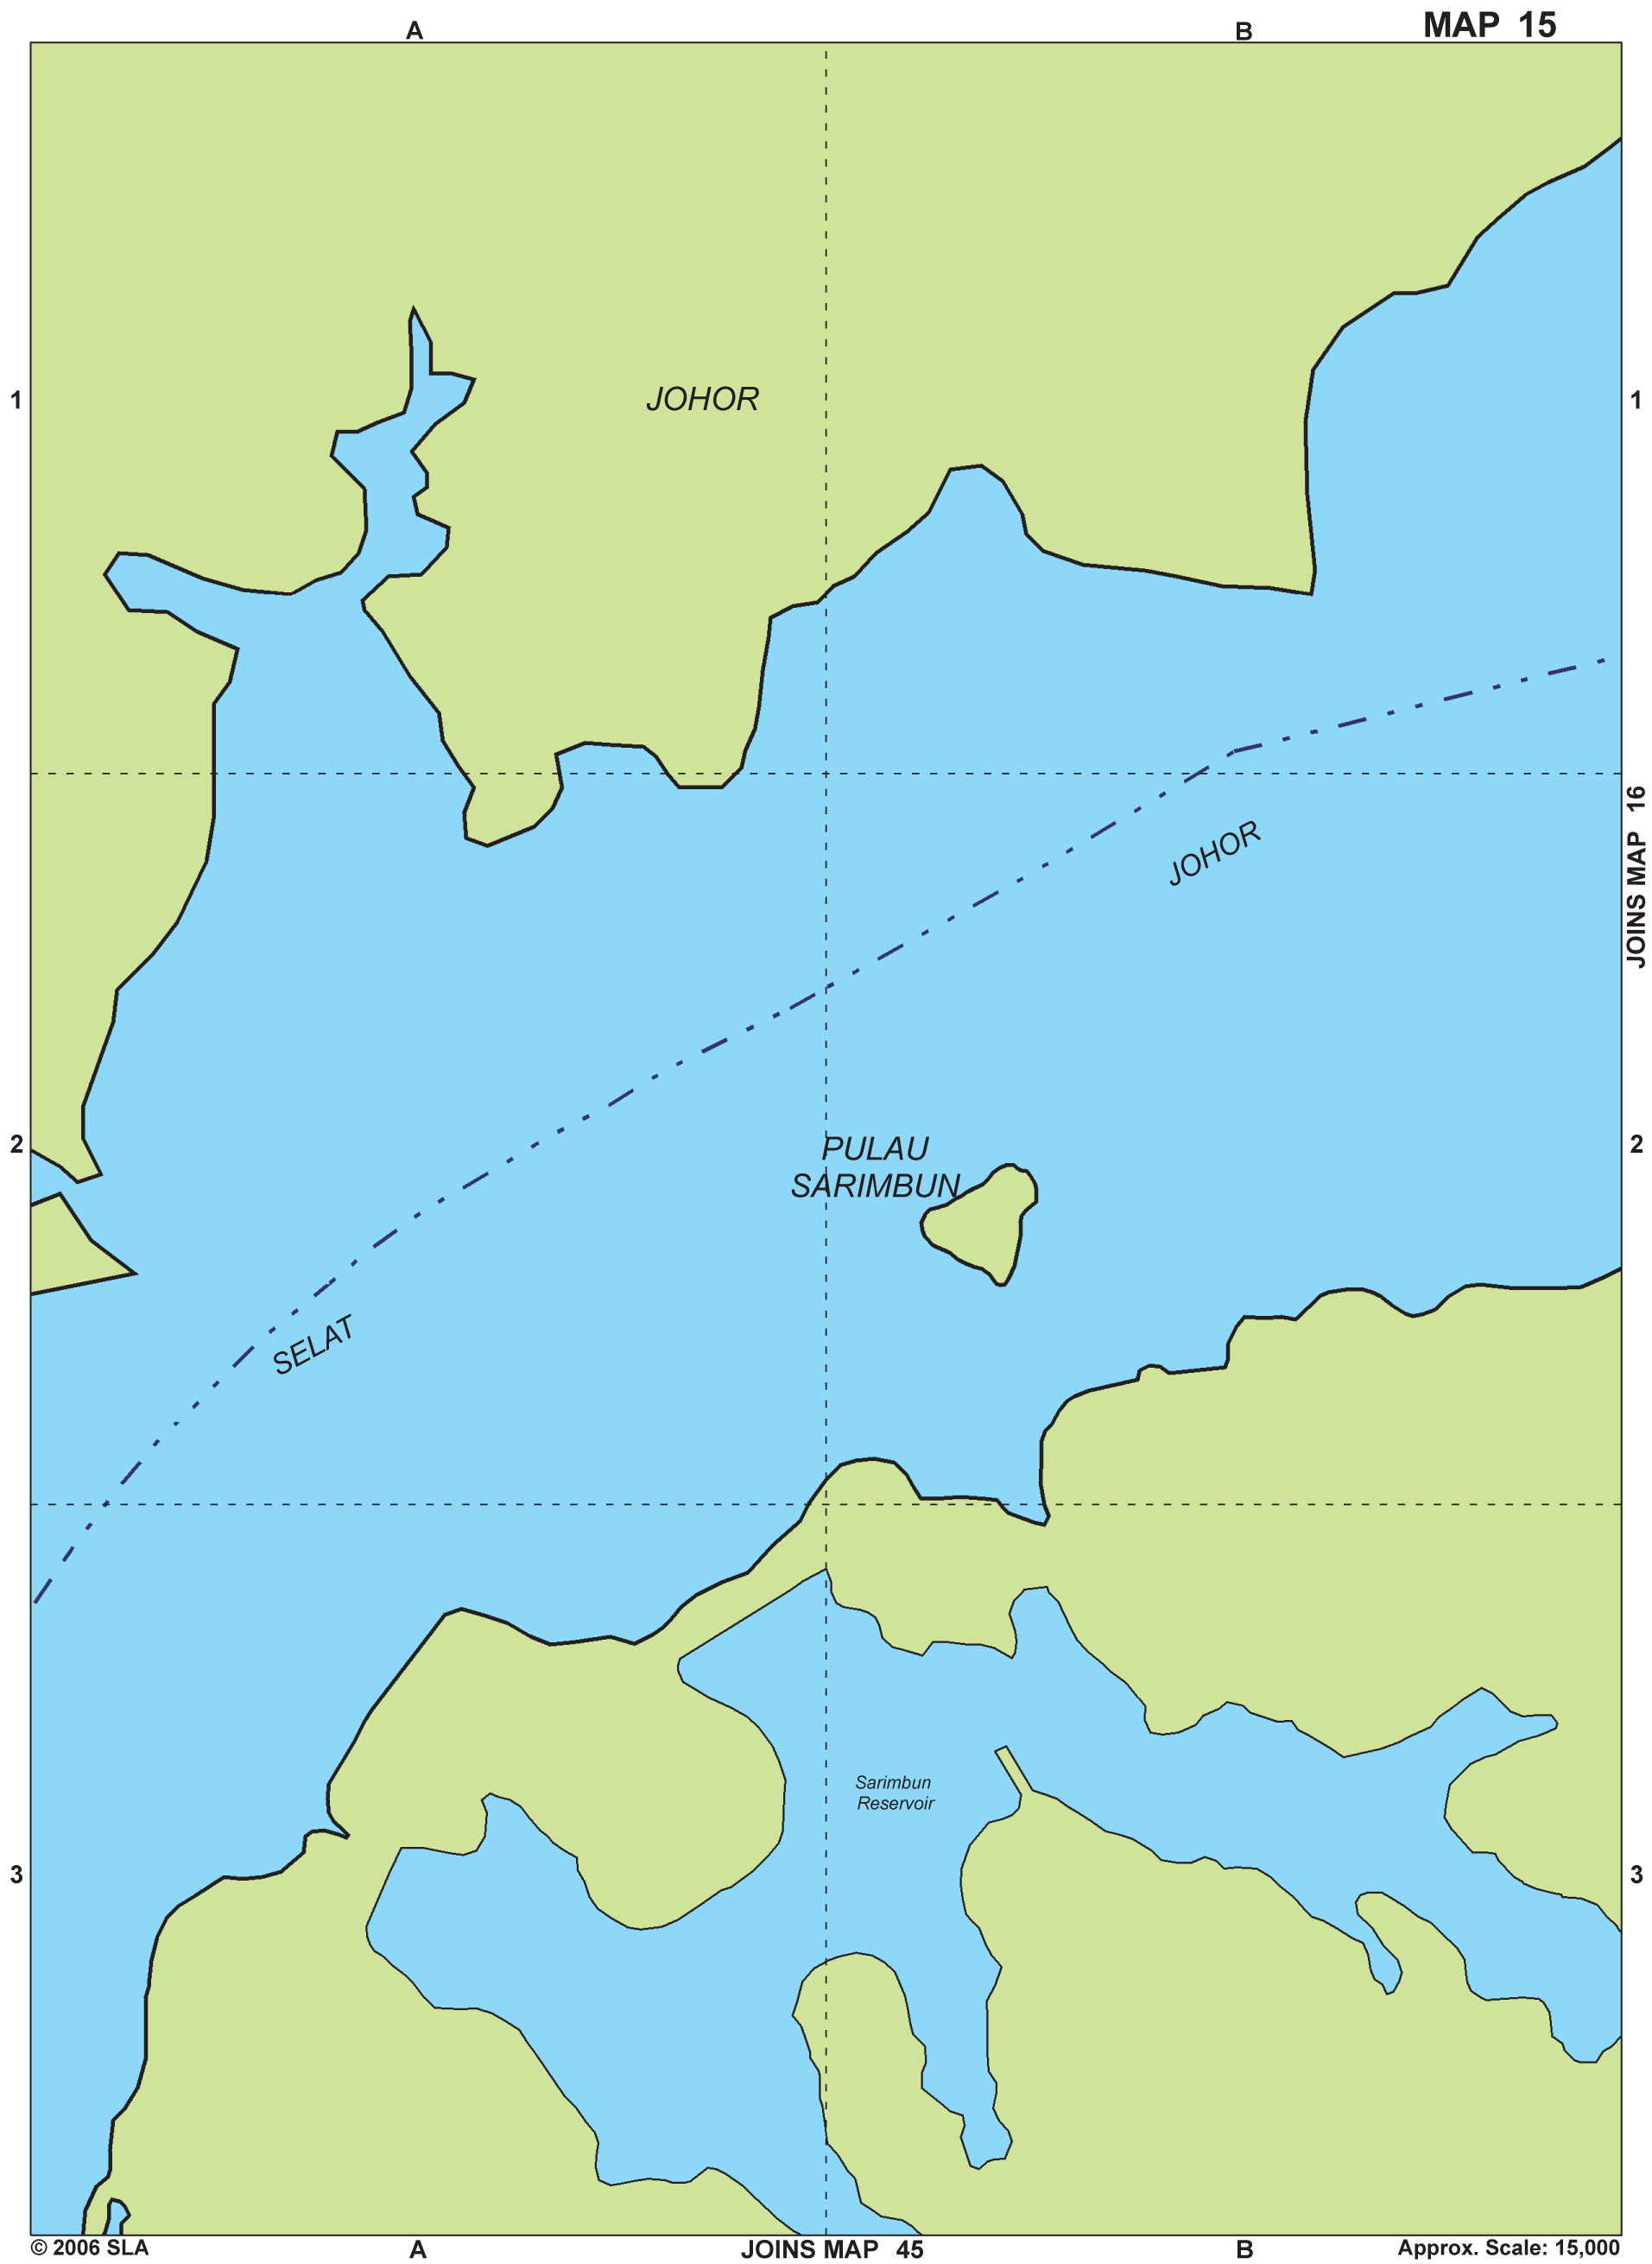 A
B
MAP 15
1
JOHOR
1
JOINS MAP 16
JOHOR
2
PULAU
SARIMBUN
2
SELAT
Sarimbun
Reservoir
3
3
© 2006 SLA
A
JOINS MAP 45
B
Approx. Scale: 15,000